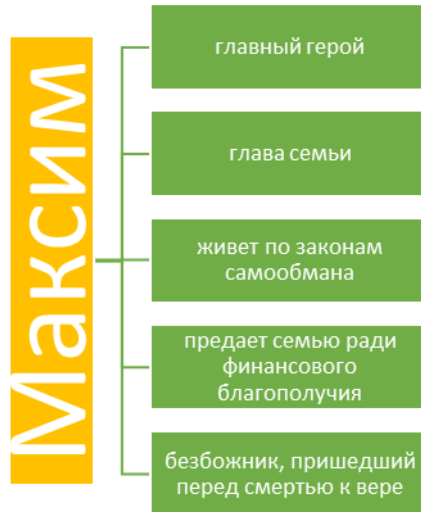 Максим
главный герой
глава семьи
живет по законам
самообмана
предает семью ради
финансового
благополучия
безбожник, пришедший
перед смертью к вере